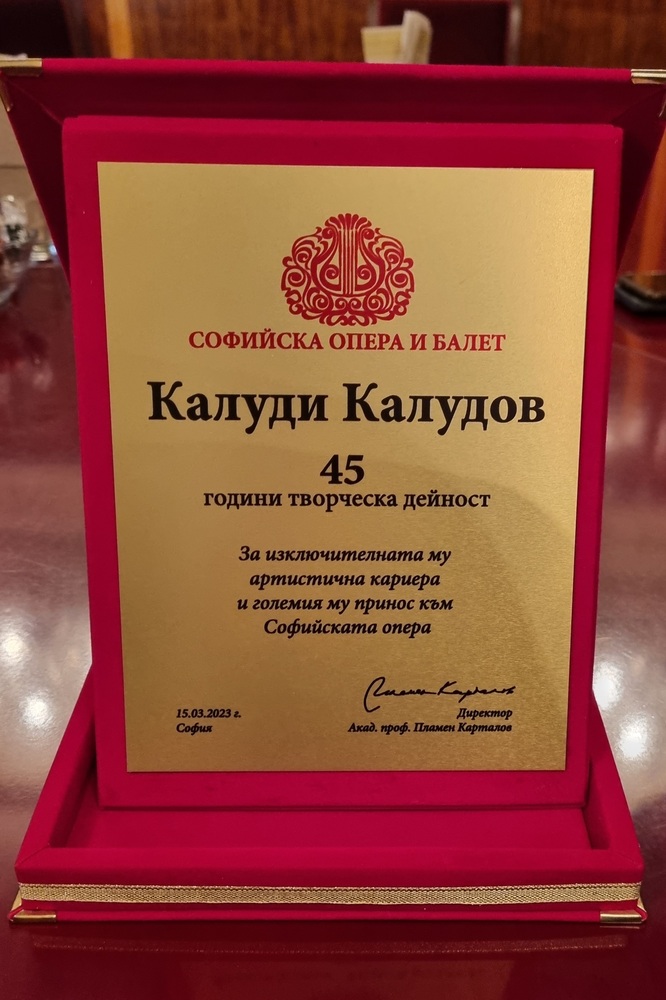 СОФИЙСКА ОПЕРА И БАЛЕТ
Калуди Калудов
45
години творческа дейност
За изключителната му
артистична кариера
и големия му принос към
Софийската опера
15.03.2023 г.
София
Директор
Акад. проф. Пламен Карталов